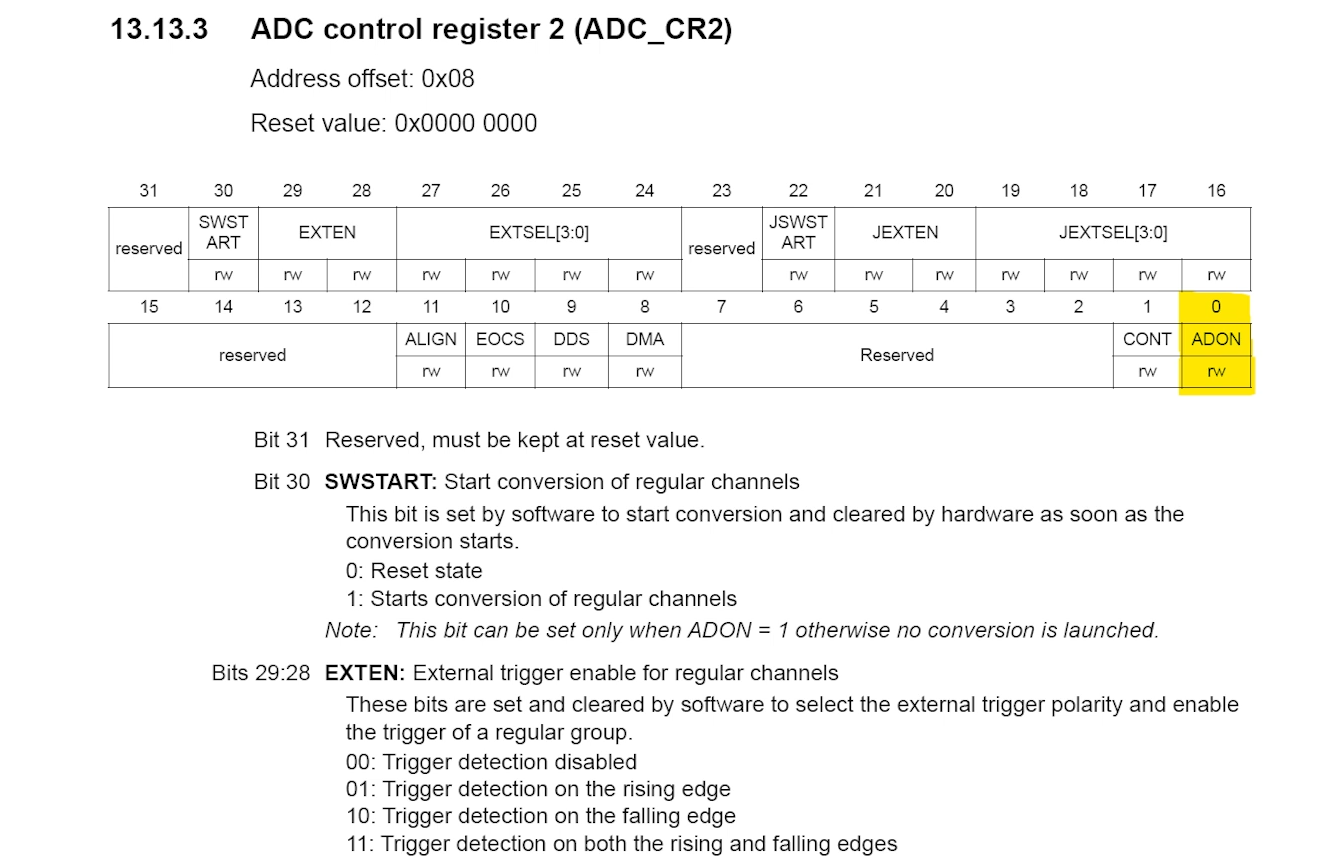 13.13.3 ADC control register 2 (ADC_CR2)
Address offset: 0x08
Reset value: 0x0000 0000
31 30 29 28 27 26 25 24 23 22 21 20 19 18 17 16
reserved SWST ART EXTEN EXTSEL[3:0] reserved JSWST ART JEXTEN JEXTSEL[3:0]
rw rw rw rw rw rw rw rw rw rw rw rw rw rw
15 14 13 12 11 10 9 8 7 6 5 4 3 2 1 0
reserved ALIGN EOCS DDS DMA Reserved CONT ADON
rw rw rw rw rw rw
Bit 31 Reserved, must be kept at reset value.
Bit 30 SWSTART: Start conversion of regular channels
This bit is set by software to start conversion and cleared by hardware as soon as the
conversion starts.
0: Reset state
1: Starts conversion of regular channels
Note: This bit can be set only when ADON = 1 otherwise no conversion is launched.
Bits 29:28 EXTEN: External trigger enable for regular channels
These bits are set and cleared by software to select the external trigger polarity and enable
the trigger of a regular group.
00: Trigger detection disabled
01: Trigger detection on the rising edge
10: Trigger detection on the falling edge
11: Trigger detection on both the rising and falling edges